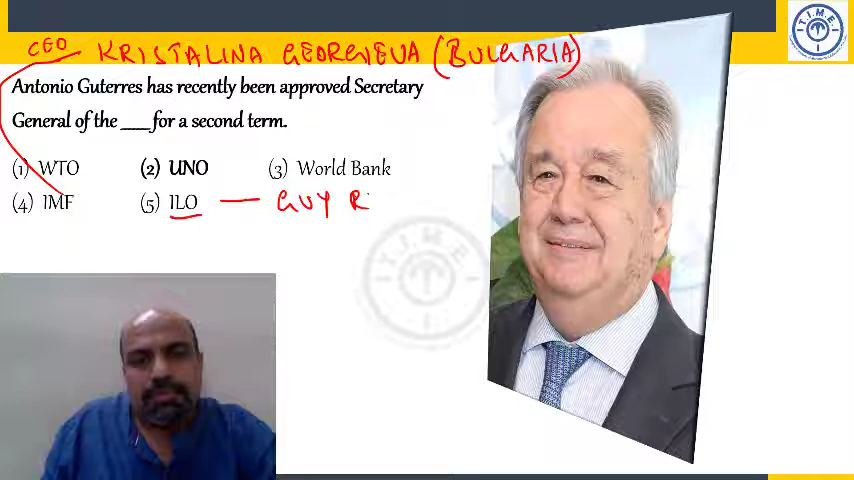 CEO KRISTALINA GEORGIEVA (BULGARIA)
Antonio Guterres has recently been approved Secretary
General of the ____ for a second term.
(1) WTO (2) UNO (3) World Bank
(4) IMF (5) ILO — GUY R
T.I.M.E.
T.I.M.E.